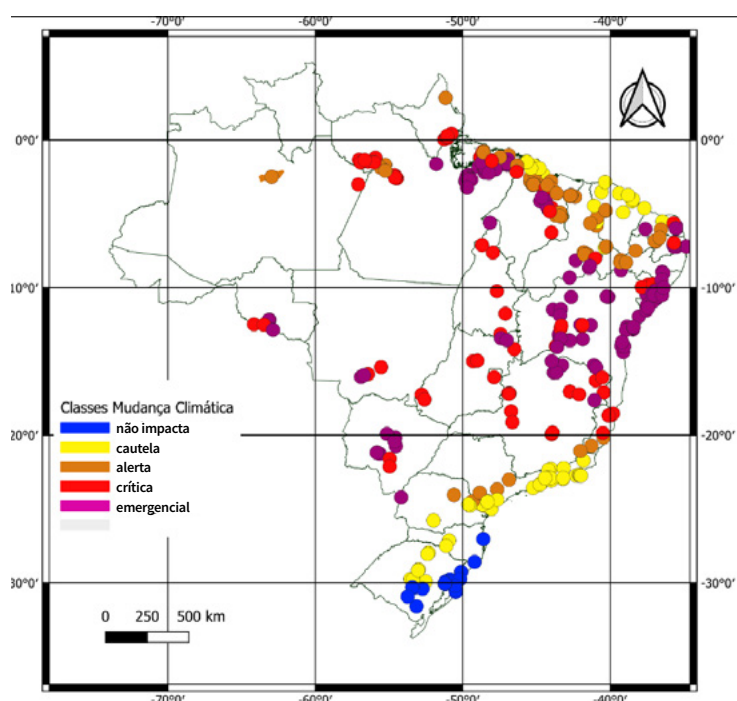 -70°0' -60°0' -50°0' -40°0'
0°0' 0°0'
-10°0' -10°0'
Classes Mudança Climática
não impacta
cautela
-20°0' -20°0'
alerta
crítica
emergencial
-30°0' -30°0'
0 250 500 km
-70°0' -60°0' -50°0' -40°0'